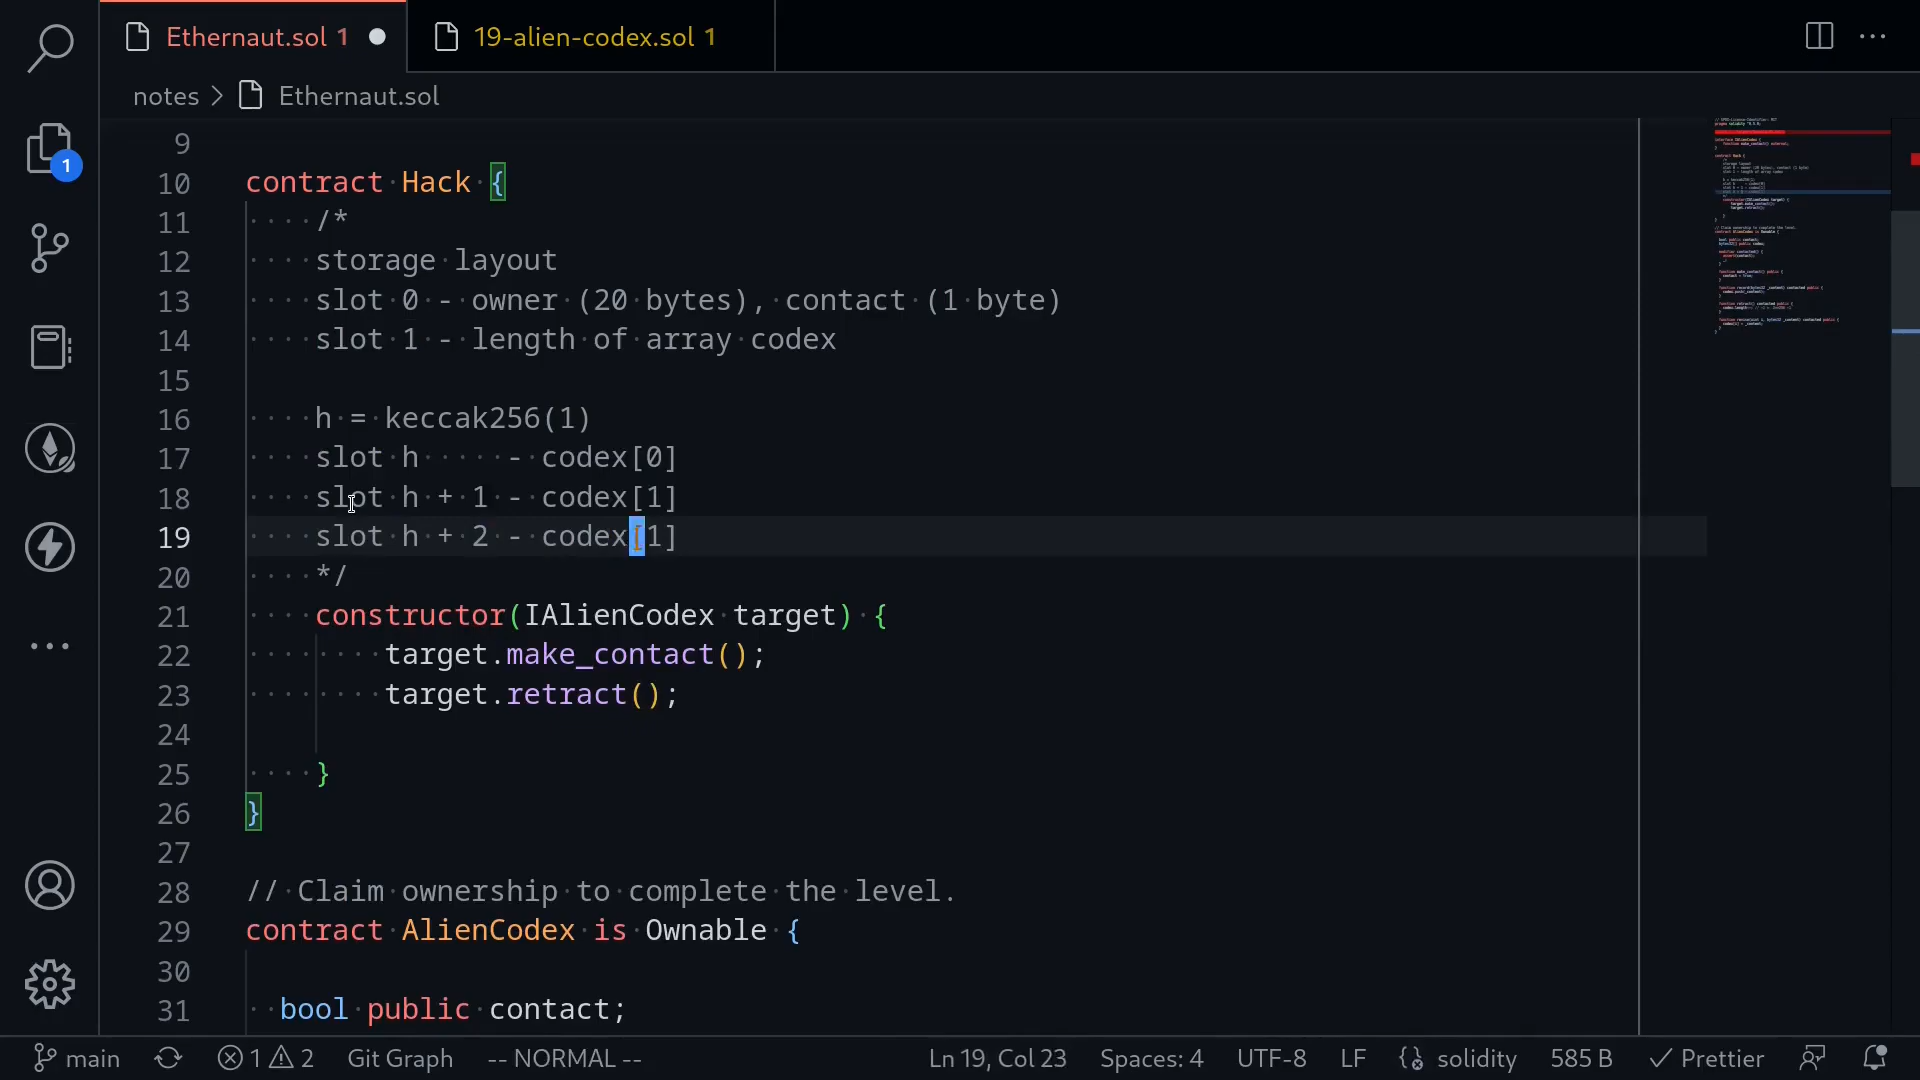 Ethernaut.sol 1
19-alien-codex.sol 1
notes > Ethernaut.sol
1
9
10 contract Hack {
11 /*
12 storage layout
13 slot 0 - owner (20 bytes), contact (1 byte)
14 slot 1 - length of array codex
15
16 h = keccak256(1)
17 slot h     - codex[0]
18 slot h + 1 - codex[1]
19 slot h + 2 - codex[1]
20 */
21 constructor(IAlienCodex target) {
22 target.make_contact();
23 target.retract();
24
25 }
26 }
27
28 // Claim ownership to complete the level.
29 contract AlienCodex is Ownable {
30
31 bool public contact;
main 1 2 Git Graph -- NORMAL -- Ln 19, Col 23 Spaces: 4 UTF-8 LF solidity 585 B Prettier